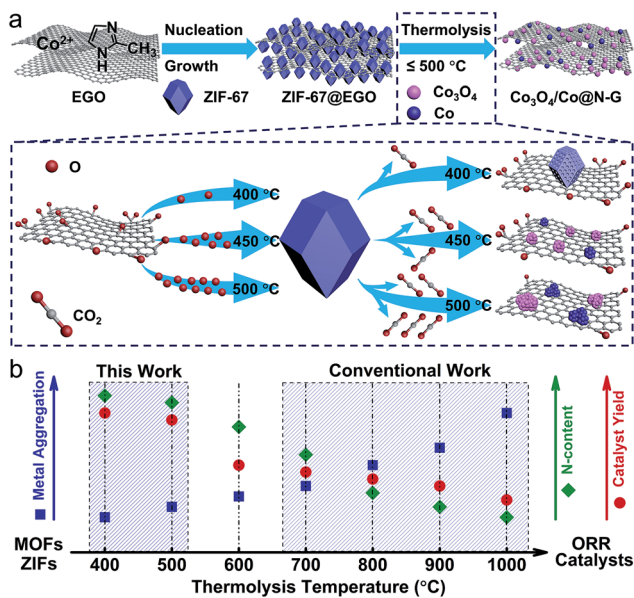 a
Co2+
N
N
H
CH3
EGO
Nucleation
Growth
ZIF-67
ZIF-67@EGO
Thermolysis
≤ 500 °C
Co3O4
Co
Co3O4/Co@N-G
O
CO2
400 °C
450 °C
500 °C
400 °C
450 °C
500 °C
b
This Work
Conventional Work
Metal Aggregation
N-content
Catalyst Yield
MOFs
ZIFs
400 500 600 700 800 900 1000
ORR
Catalysts
Thermolysis Temperature (°C)